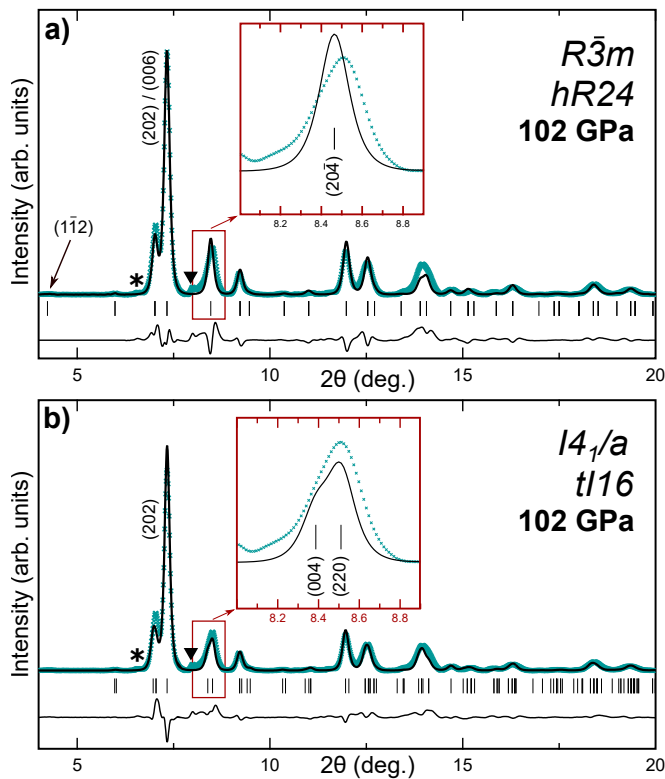 a)
R3̄m
hR24
102 GPa
Intensity (arb. units)
(202) / (006)
(11̄2)
*
(204̄)
8.2 8.4 8.6 8.8
5 10 15 20
2θ (deg.)
b)
I4₁/a
tI16
102 GPa
Intensity (arb. units)
(202)
*
(004)
(220)
8.2 8.4 8.6 8.8
5 10 15 20
2θ (deg.)